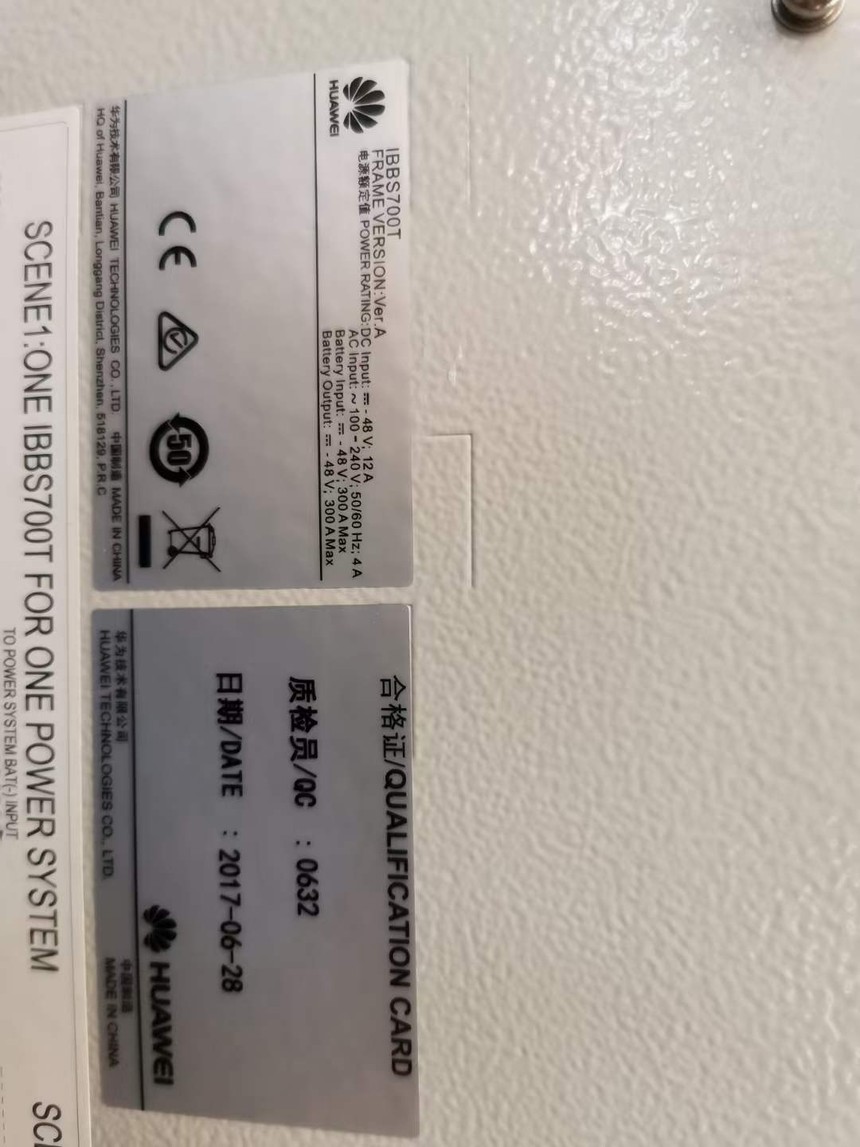 HUAWEI
IBBS700T
FRAME VERSION:Ver.A
电源额定值 POWER RATING:DC Input: ⎓ - 48 V; 12 A
AC Input: ~ 100 - 240 V; 50/60 Hz; 4 A
Battery Input: ⎓ - 48 V; 300 A Max
Battery Output: ⎓ - 48 V; 300 A Max
CE
50
华为技术有限公司 HUAWEI TECHNOLOGIES CO.,LTD. 中国制造 MADE IN CHINA
HQ of Huawei, Bantian, Longgang District, Shenzhen, 518129, P.R.C
合格证/QUALIFICATION CARD
质检员/QC : 0632
日期/DATE : 2017-06-28
HUAWEI
华为技术有限公司 中国制造
HUAWEI TECHNOLOGIES CO., LTD. MADE IN CHINA
SCENE1:ONE IBBS700T FOR ONE POWER SYSTEM
TO POWER SYSTEM BAT(-) INPUT